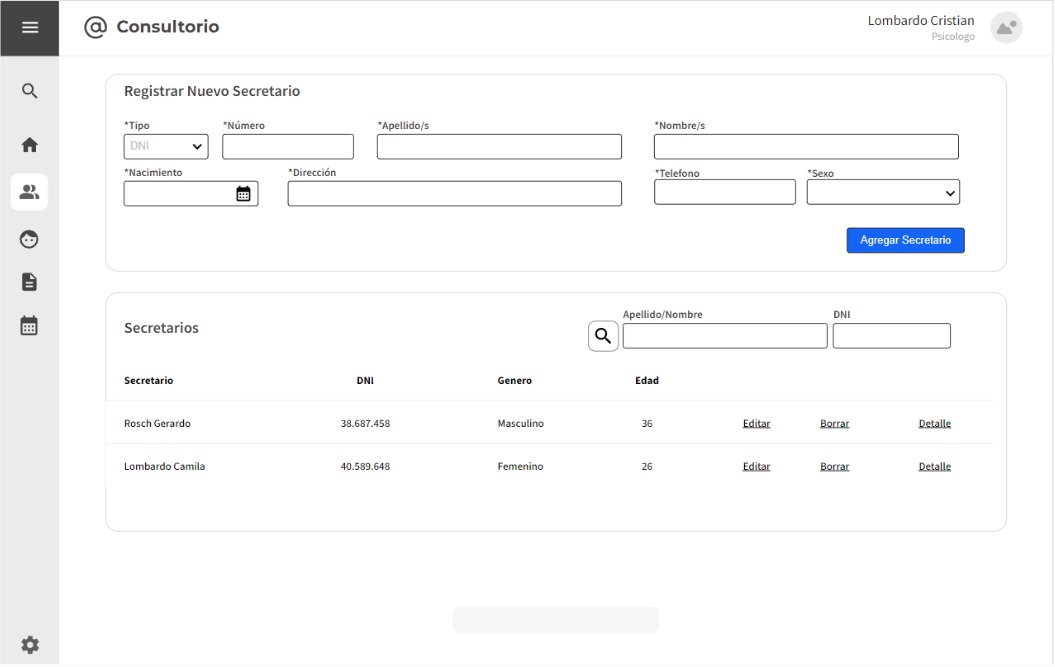 @ Consultorio
Lombardo Cristian
Psicologo
Registrar Nuevo Secretario
*Tipo *Número *Apellido/s *Nombre/s
DNI
*Nacimiento *Dirección *Telefono *Sexo
Agregar Secretario
Apellido/Nombre DNI
Secretarios
Secretario DNI Genero Edad
Rosch Gerardo 38.687.458 Masculino 36 Editar Borrar Detalle
Lombardo Camila 40.589.648 Femenino 26 Editar Borrar Detalle